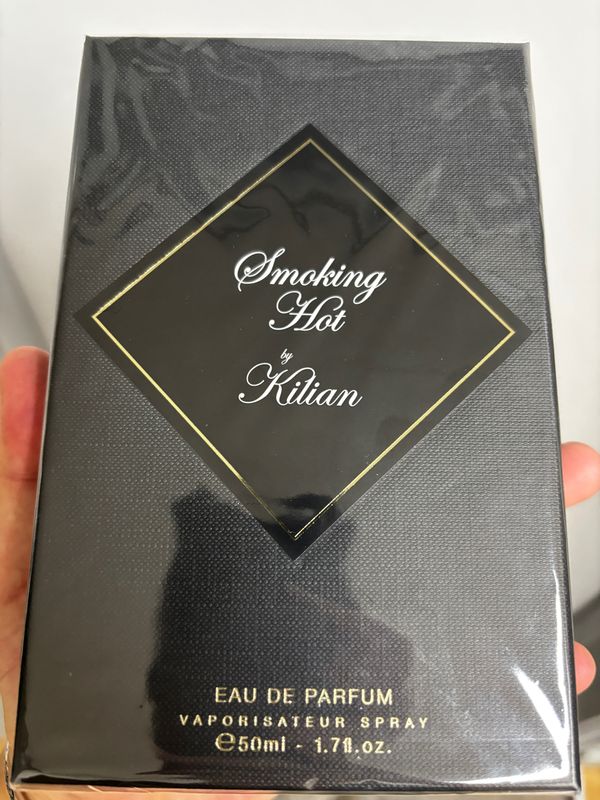 Smoking
Hot
by
Kilian
EAU DE PARFUM
VAPORISATEUR SPRAY
℮50ml - 1.7fl.oz.